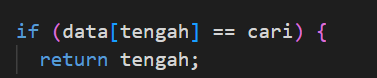 if (data[tengah] == cari) {
  return tengah;